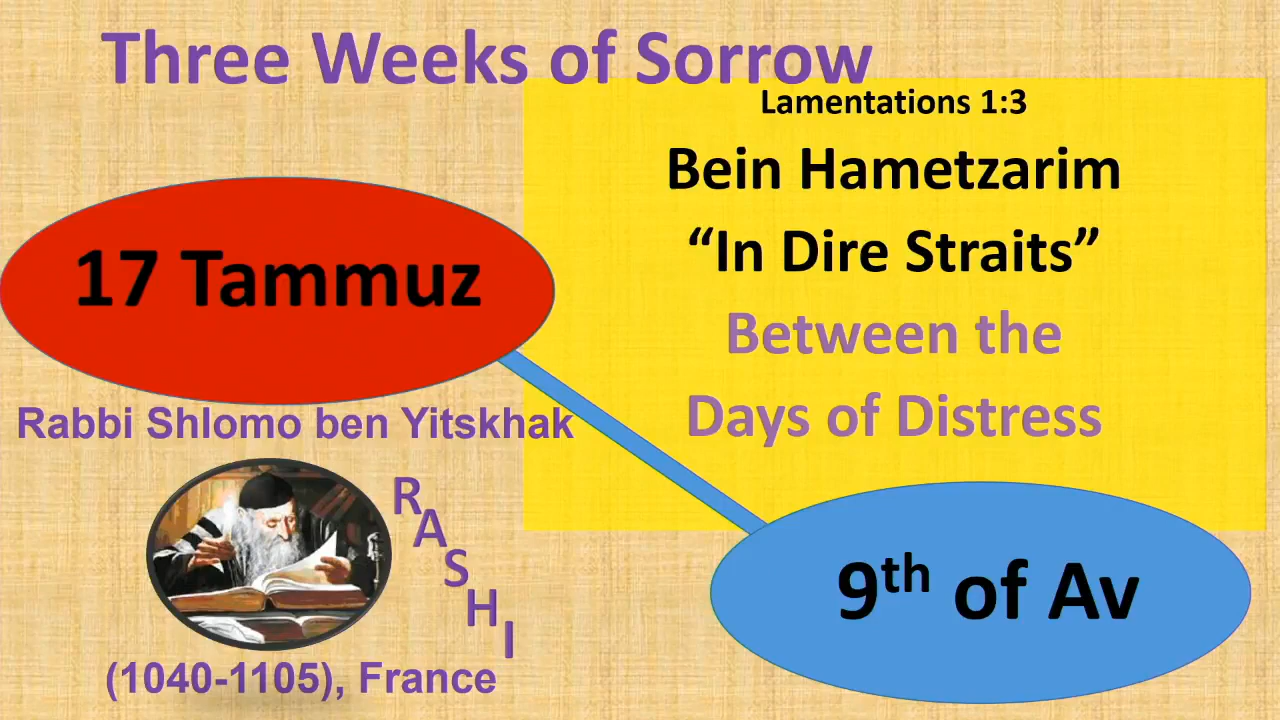 Three Weeks of Sorrow
Lamentations 1:3
Bein Hametzarim
“In Dire Straits”
Between the
Days of Distress
17 Tammuz
Rabbi Shlomo ben Yitskhak
RASHI
(1040-1105), France
9th of Av